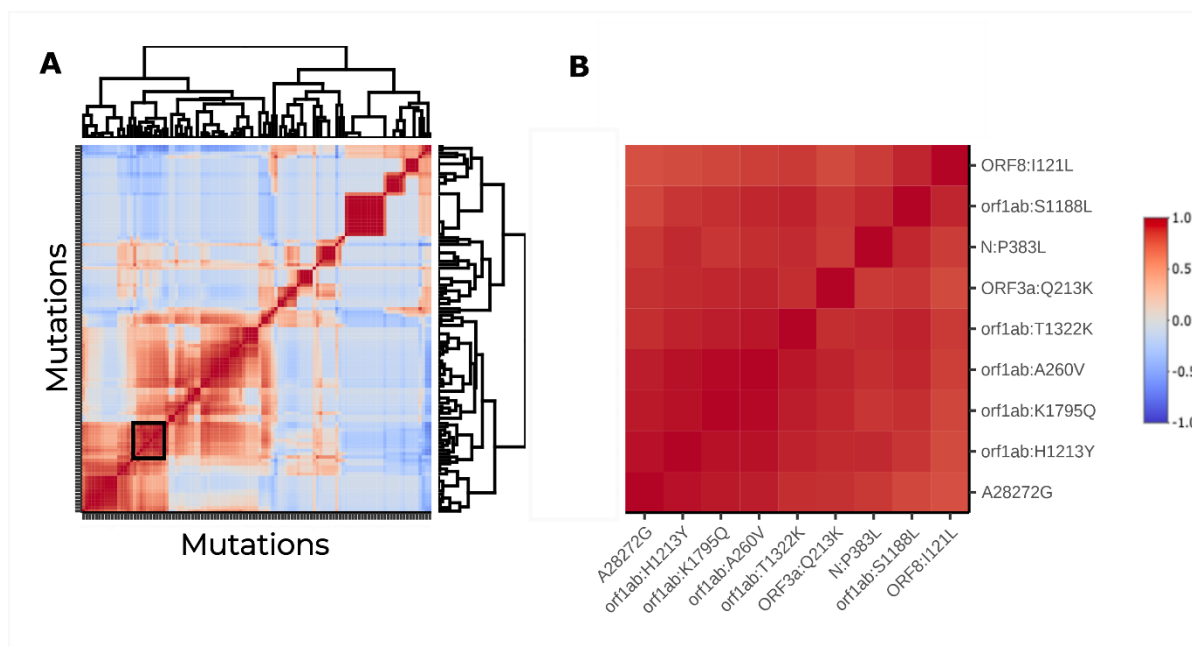 A
B
Mutations
Mutations
ORF8:I121L
orf1ab:S1188L
N:P383L
ORF3a:Q213K
orf1ab:T1322K
orf1ab:A260V
orf1ab:K1795Q
orf1ab:H1213Y
A28272G
A28272G
orf1ab:H1213Y
orf1ab:K1795Q
orf1ab:A260V
orf1ab:T1322K
ORF3a:Q213K
N:P383L
orf1ab:S1188L
ORF8:I121L
1.0
0.5
0.0
-0.5
-1.0